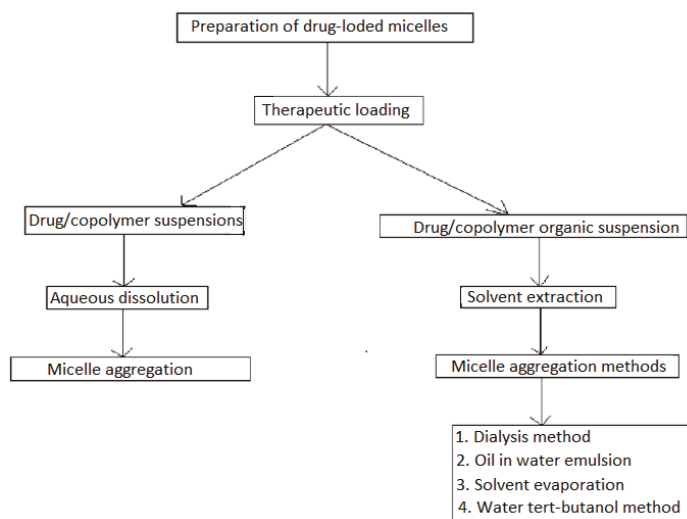 Preparation of drug-loded micelles
Therapeutic loading
Drug/copolymer suspensions
Drug/copolymer organic suspension
Aqueous dissolution
Solvent extraction
Micelle aggregation
Micelle aggregation methods
1. Dialysis method
2. Oil in water emulsion
3. Solvent evaporation
4. Water tert-butanol method